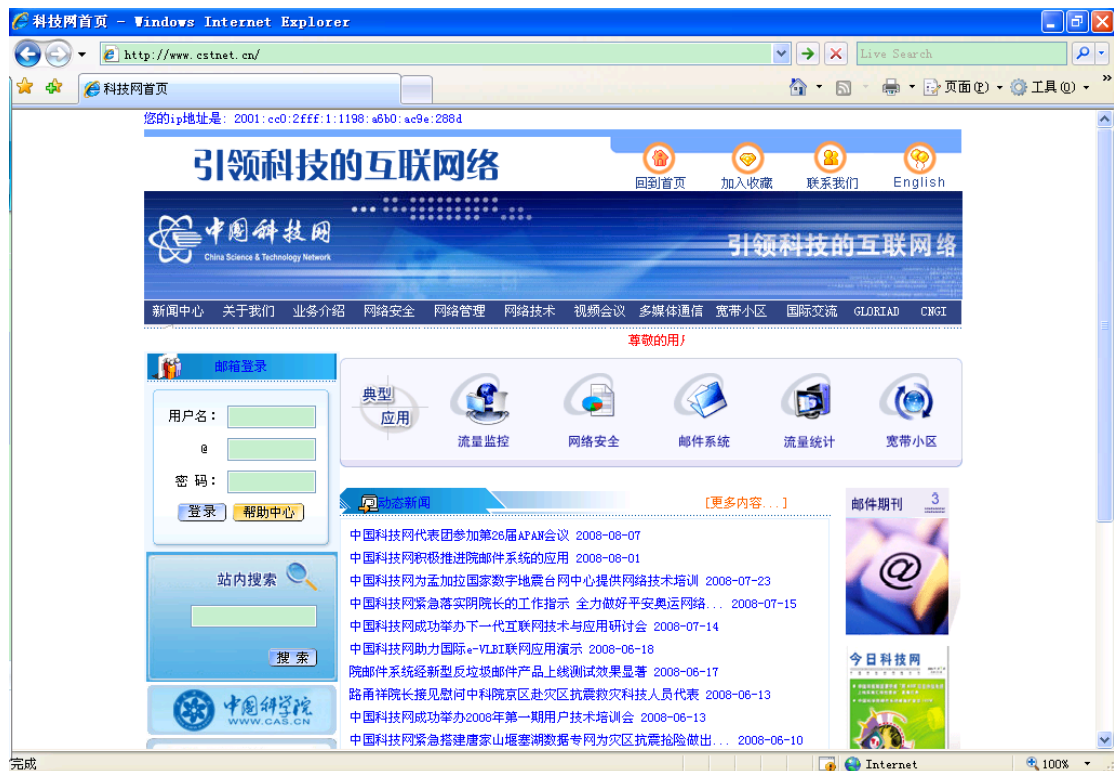 科技网首页 - Windows Internet Explorer
http://www.cstnet.cn/
Live Search
科技网首页
页面(P)
工具(O)
»
您的ip地址是: 2001:cc0:2fff:1:1198:a6b0:ac9e:288d
引领科技的互联网络
回到首页 加入收藏 联系我们 English
中国科技网
China Science & Technology Network
引领科技的互联网络
新闻中心 关于我们 业务介绍 网络安全 网络管理 网络技术 视频会议 多媒体通信 宽带小区 国际交流 GLORIAD CNGI
尊敬的用户
邮箱登录
用户名:
@
密 码:
登录 帮助中心
站内搜索
搜 索
中国科学院
WWW.CAS.CN
典型
应用
流量监控 网络安全 邮件系统 流量统计 宽带小区
动态新闻 [更多内容...]
中国科技网代表团参加第26届APAN会议 2008-08-07
中国科技网积极推进院邮件系统的应用 2008-08-01
中国科技网为孟加拉国家数字地震台网中心提供网络技术培训 2008-07-23
中国科技网紧急落实阴院长的工作指示 全力做好平安奥运网络... 2008-07-15
中国科技网成功举办下一代互联网技术与应用研讨会 2008-07-14
中国科技网助力国际e-VLBI联网应用演示 2008-06-18
院邮件系统经新型反垃圾邮件产品上线测试效果显著 2008-06-17
路甬祥院长接见慰问中科院京区赴灾区抗震救灾科技人员代表 2008-06-13
中国科技网成功举办2008年第一期用户技术培训会 2008-06-13
中国科技网紧急搭建唐家山堰塞湖数据专网为灾区抗震抢险做出... 2008-06-10
邮件期刊 3
@
今日科技网
完成
Internet
100%